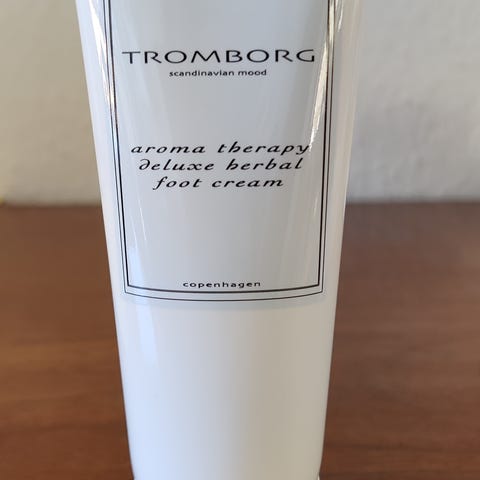 TROMBORG
scandinavian mood
aroma therapy
deluxe herbal
foot cream
copenhagen